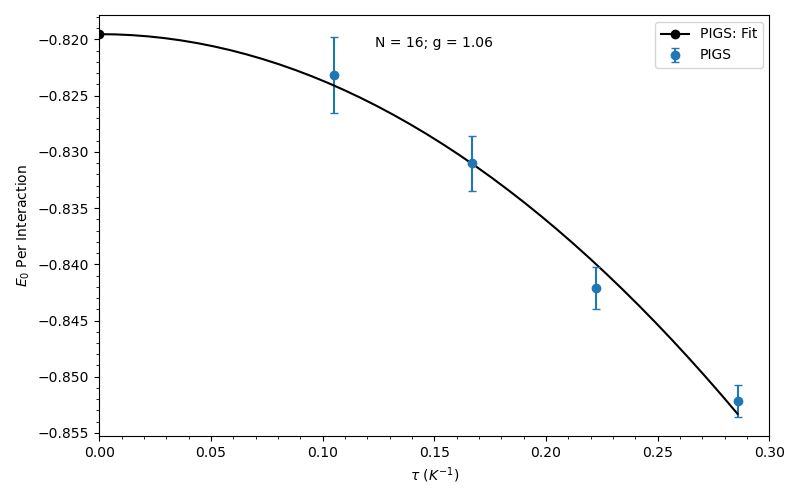 N = 16; g = 1.06
PIGS: Fit
PIGS
E₀ Per Interaction
−0.820
−0.825
−0.830
−0.835
−0.840
−0.845
−0.850
−0.855
0.00 0.05 0.10 0.15 0.20 0.25 0.30
τ (K⁻¹)